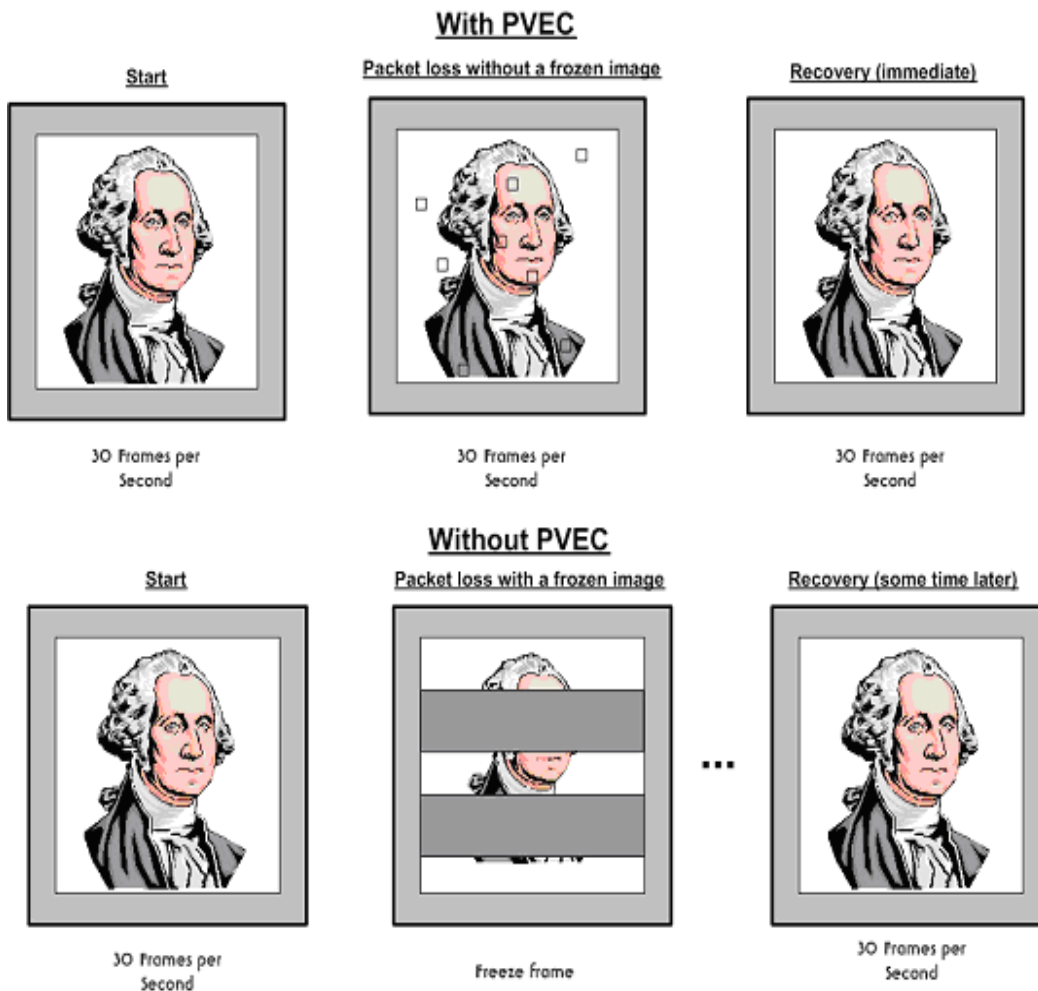 With PVEC
Start
Packet loss without a frozen image
Recovery (immediate)
30 Frames per
Second
30 Frames per
Second
30 Frames per
Second
Without PVEC
Start
Packet loss with a frozen image
Recovery (some time later)
...
30 Frames per
Second
Freeze frame
30 Frames per
Second